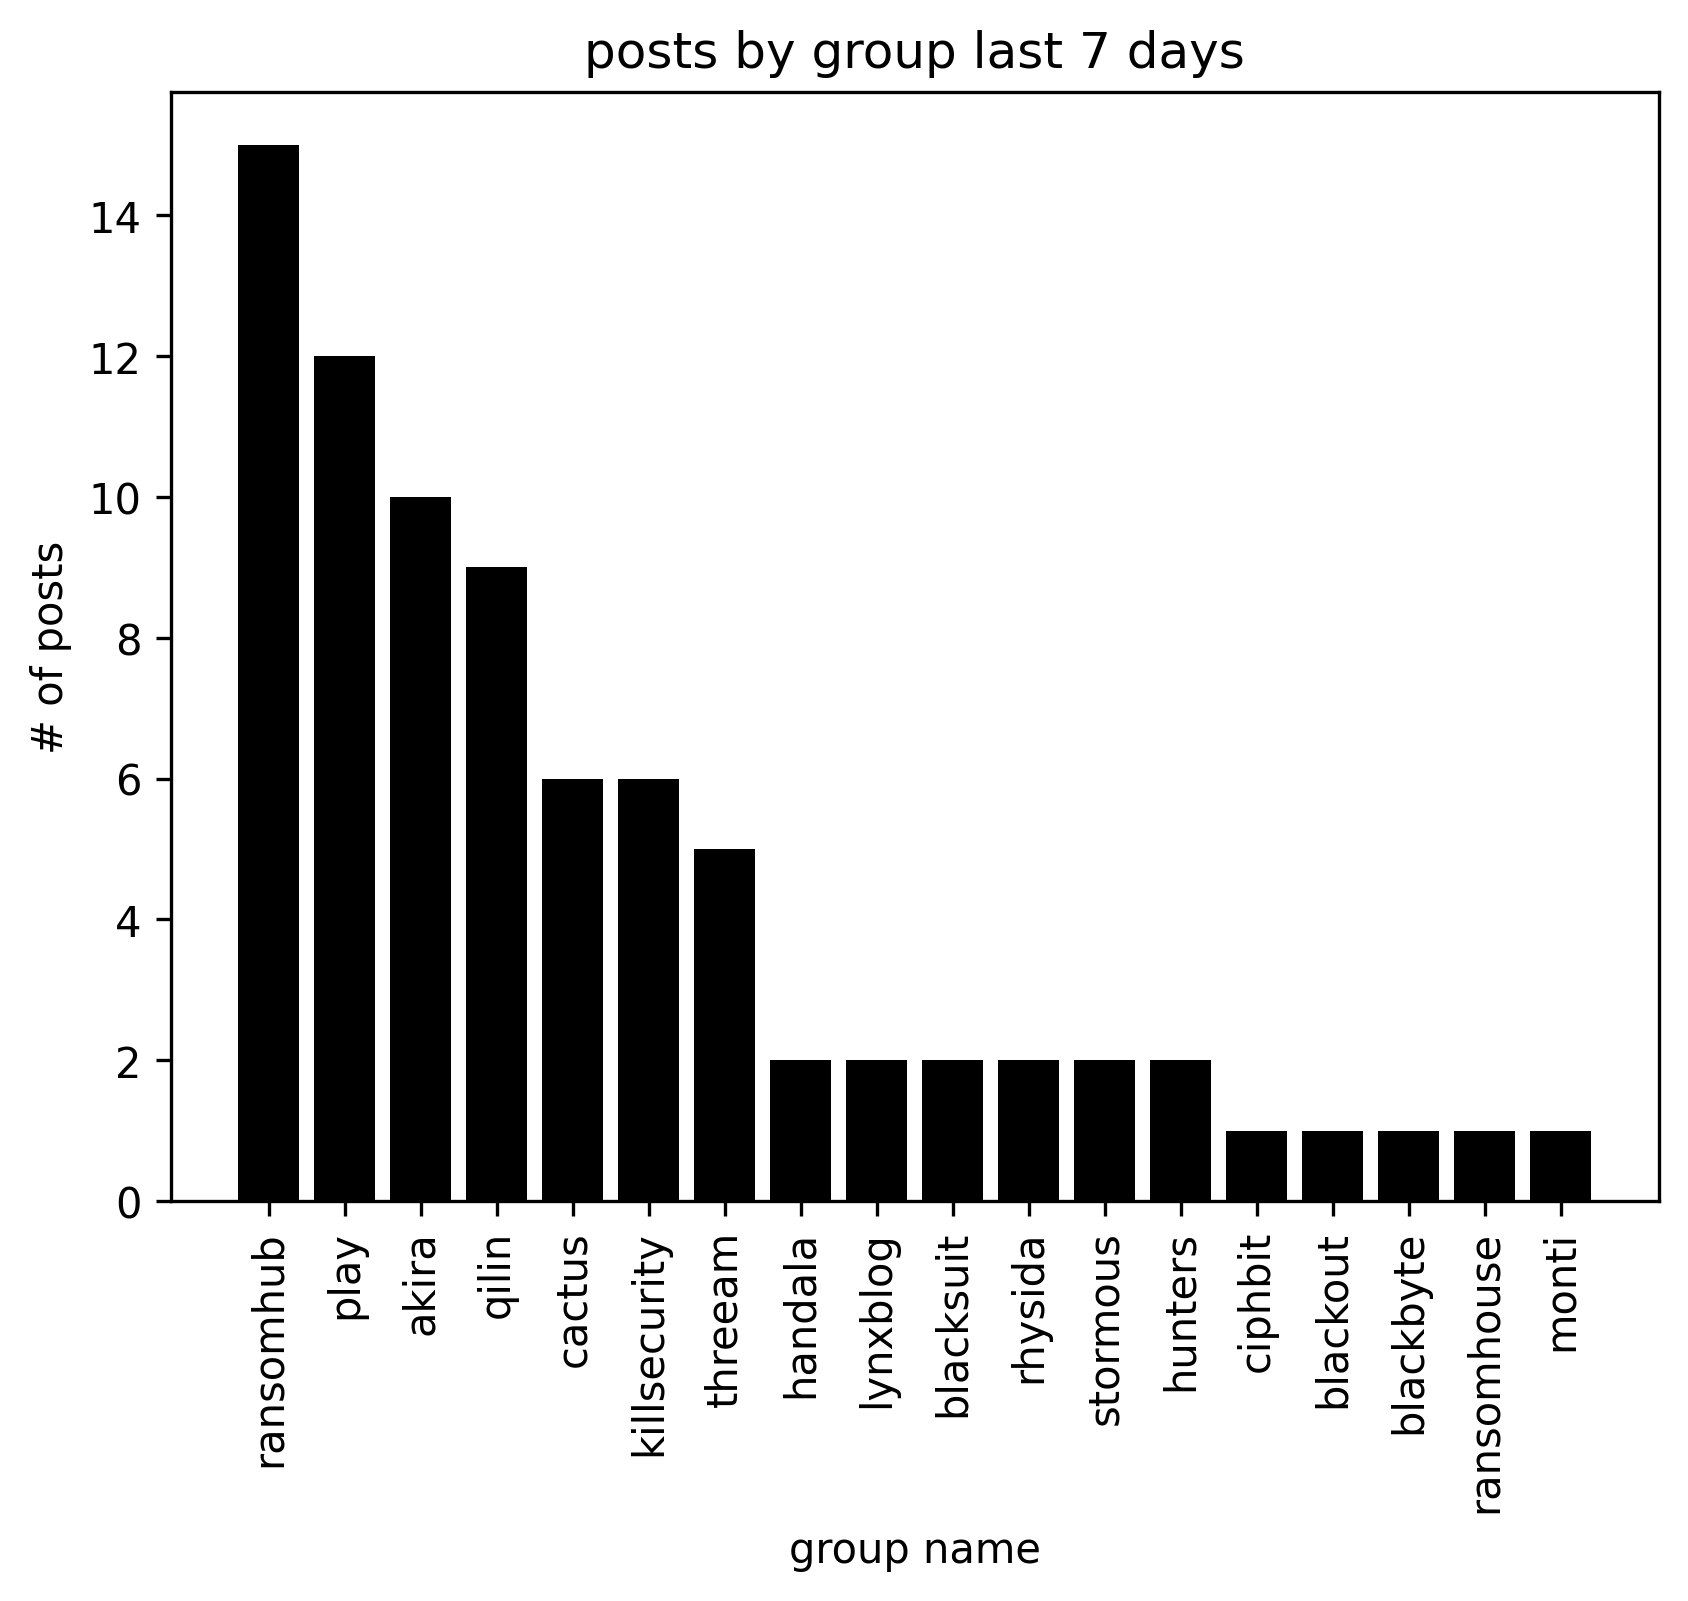 posts by group last 7 days
# of posts
14
12
10
8
6
4
2
0
ransomhub
play
akira
qilin
cactus
killsecurity
threeam
handala
lynxblog
blacksuit
rhysida
stormous
hunters
ciphbit
blackout
blackbyte
ransomhouse
monti
group name